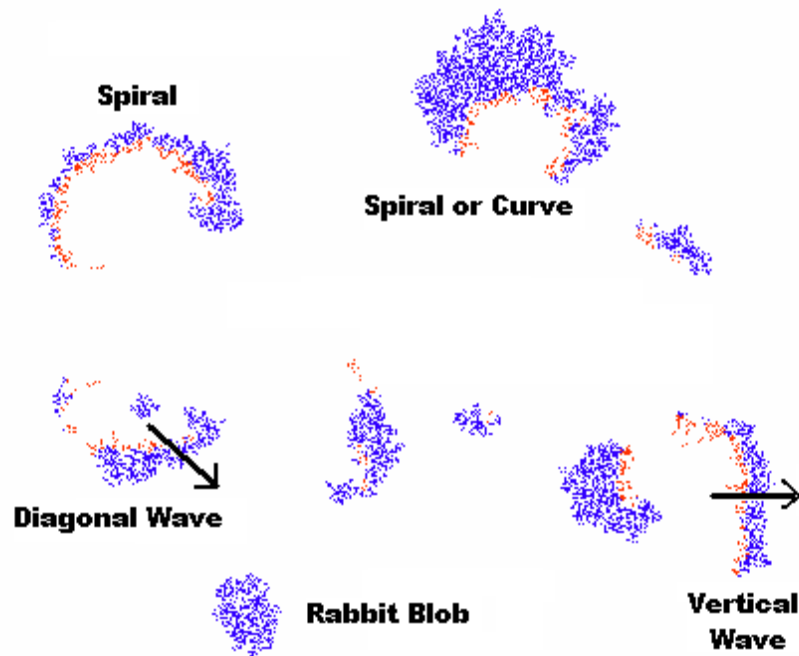 Spiral
Spiral or Curve
Diagonal Wave
Rabbit Blob
Vertical
Wave